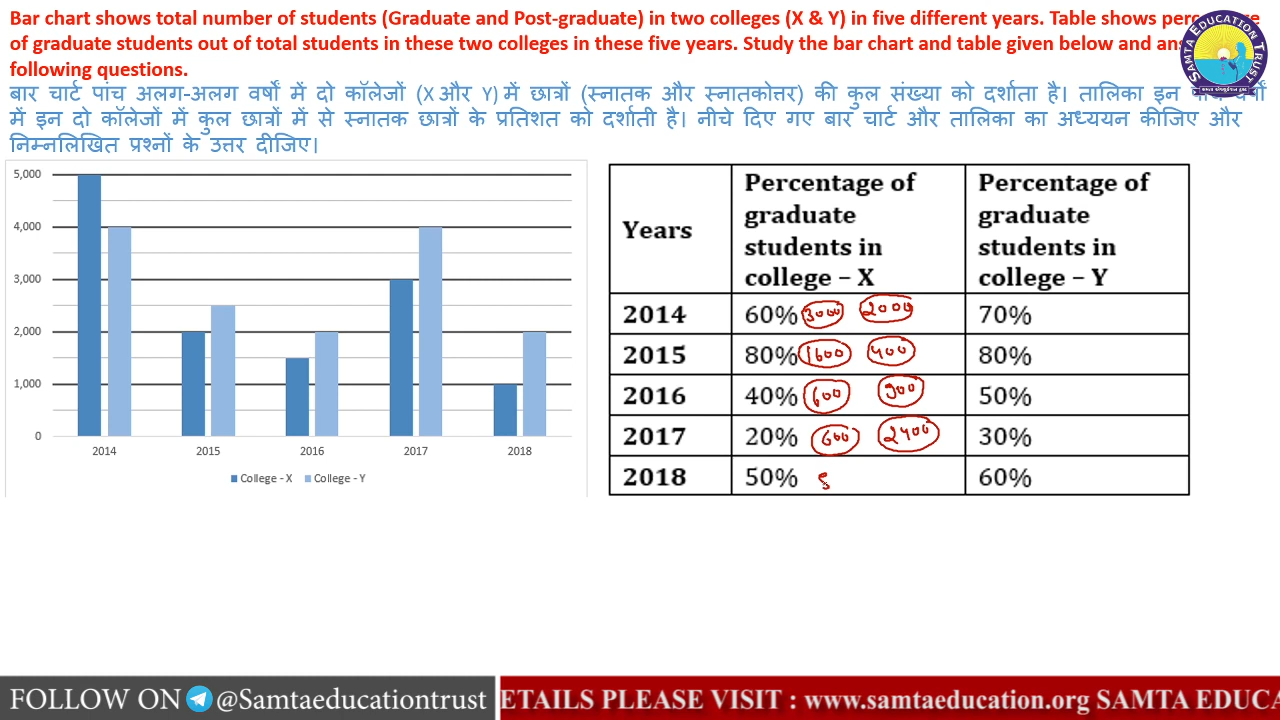 Bar chart shows total number of students (Graduate and Post-graduate) in two colleges (X & Y) in five different years. Table shows
of graduate students out of total students in these two colleges in these five years. Study the bar chart and table given below and
following questions.
बार चार्ट पांच अलग-अलग वर्षों में दो कॉलेजों (X और Y) में छात्रों (स्नातक और स्नातकोत्तर) की कुल संख्या को दर्शाता है। तालिका इन
में इन दो कॉलेजों में कुल छात्रों में से स्नातक छात्रों के प्रतिशत को दर्शाती है। नीचे दिए गए बार चार्ट और तालिका का अध्ययन कीजिए और
निम्नलिखित प्रश्नों के उत्तर दीजिए।
SAMTA EDUCATION TRUST
5,000
4,000
3,000
2,000
1,000
0
2014 2015 2016 2017 2018
College - X College - Y
Years
Percentage of
graduate
students in
college – X
Percentage of
graduate
students in
college – Y
2014 60% 3000 2000 70%
2015 80% 1600 400 80%
2016 40% 600 900 50%
2017 20% 600 2400 30%
2018 50% 5 60%
FOLLOW ON @Samtaeducationtrust
ETAILS PLEASE VISIT : www.samtaeducation.org SAMTA EDUCA